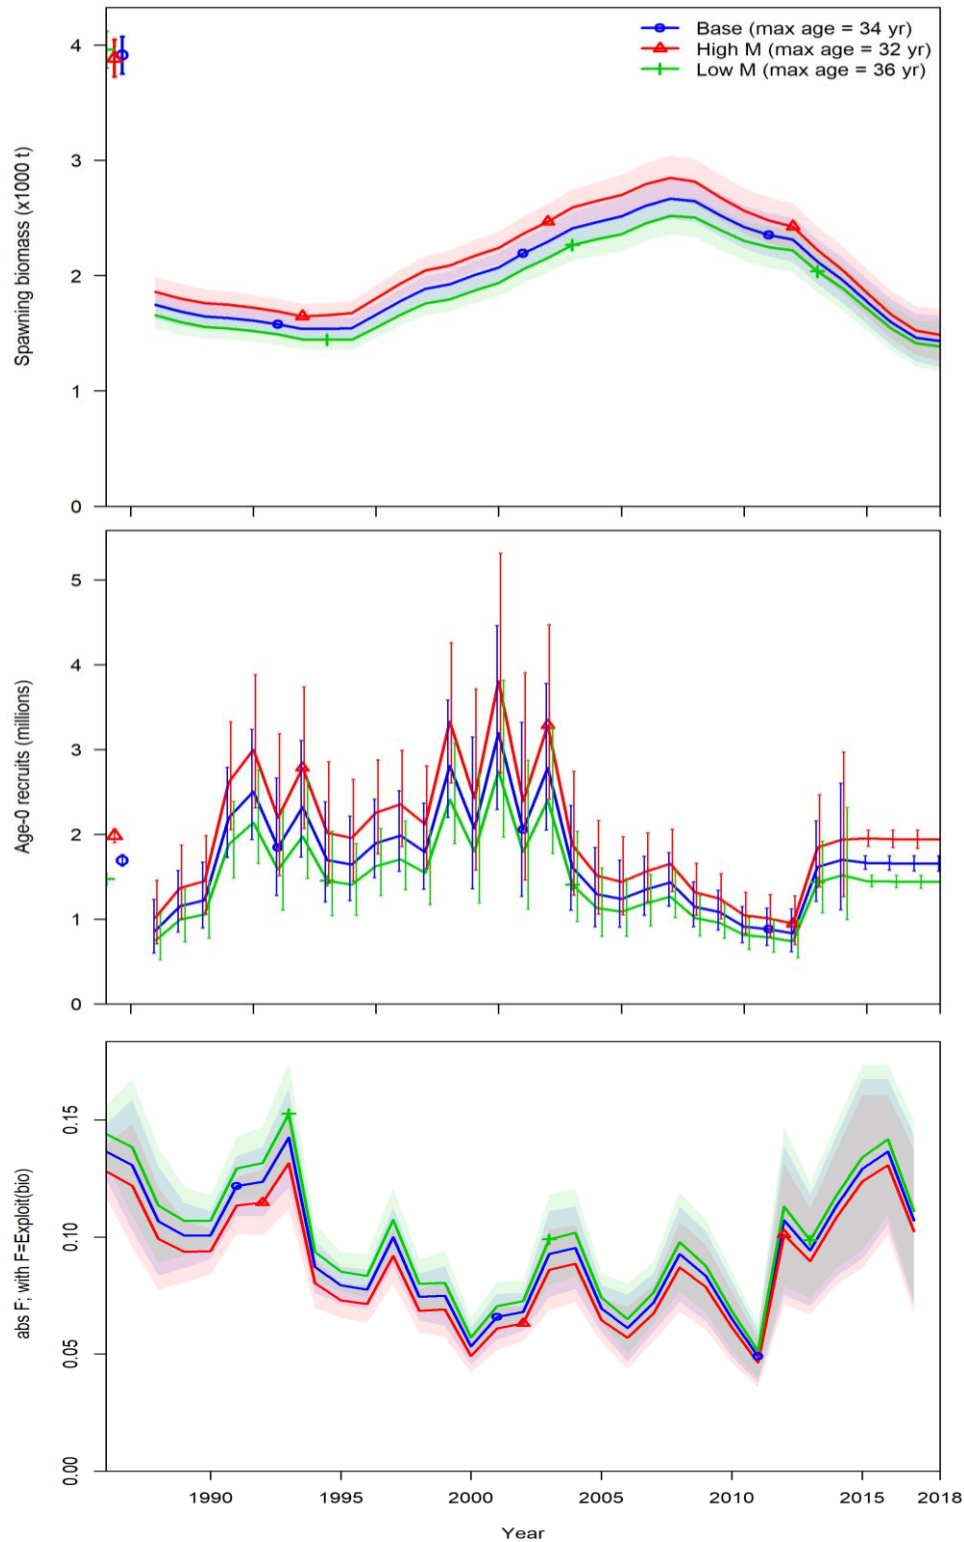 Spawning biomass (x1000 t)
4
3
2
1
0
Base (max age = 34 yr)
High M (max age = 32 yr)
Low M (max age = 36 yr)
Age-0 recruits (millions)
5
4
3
2
1
0
abs F; with F=Exploit(bio)
0.15
0.10
0.05
0.00
1990 1995 2000 2005 2010 2015 2018
Year